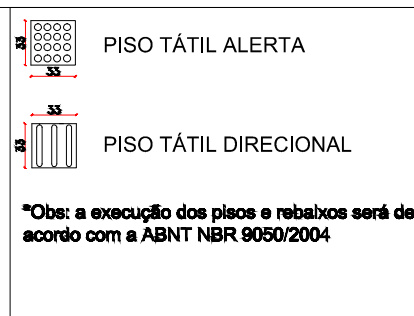 33
PISO TÁTIL ALERTA
33
33
33
PISO TÁTIL DIRECIONAL
*Obs: a execução dos pisos e rebaixos será de
acordo com a ABNT NBR 9050/2004